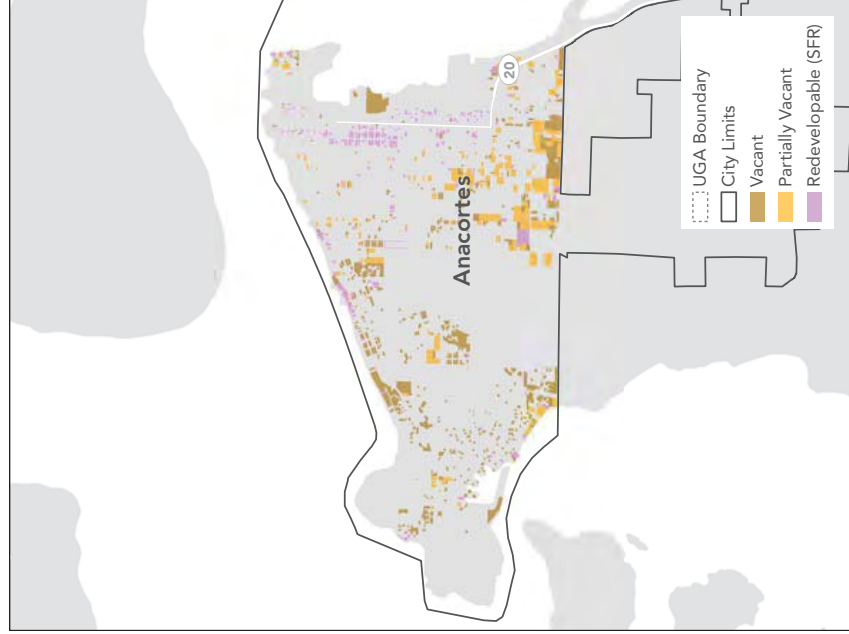 20
Anacortes
UGA Boundary
City Limits
Vacant
Partially Vacant
Redevelopable (SFR)